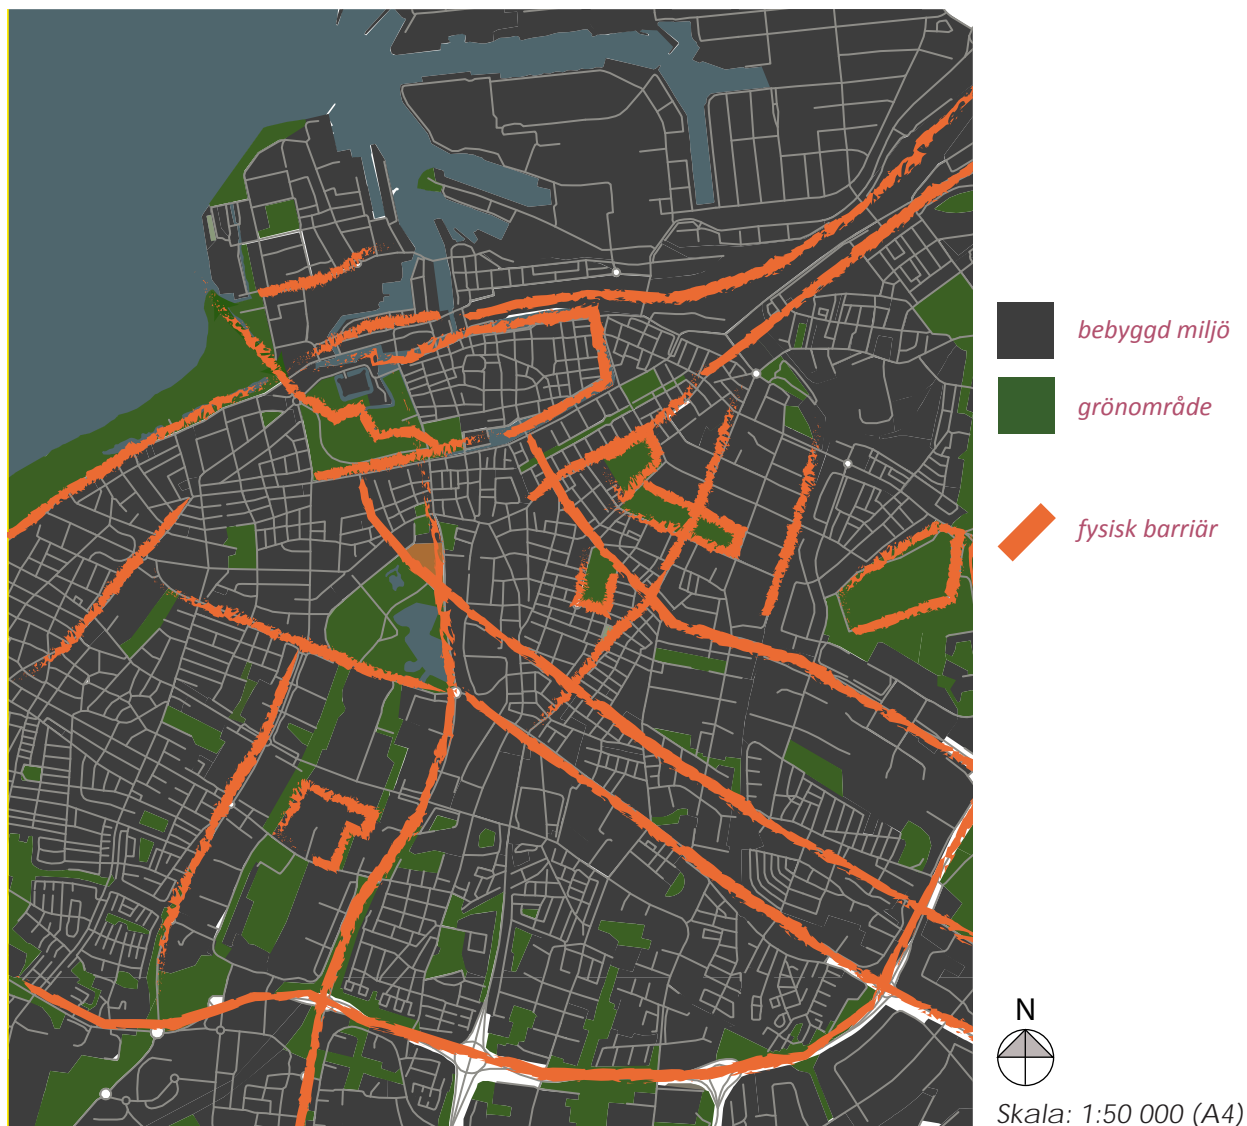 bebyggd miljö
grönområde
fysisk barriär
N
Skala: 1:50 000 (A4)